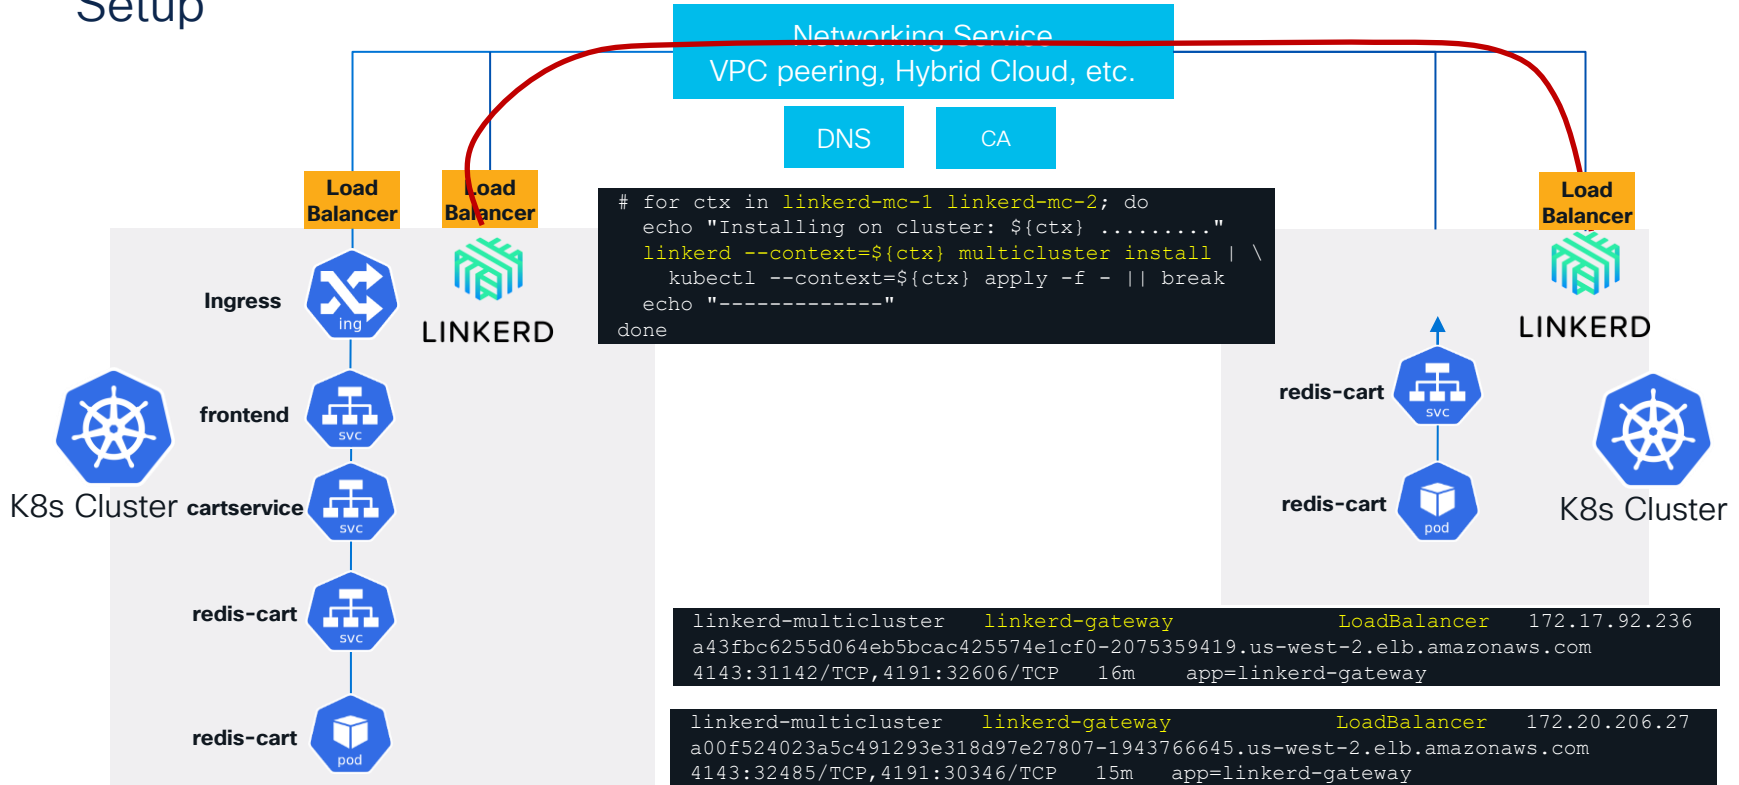 Setup
Networking Service
VPC peering, Hybrid Cloud, etc.
DNS
CA
Load
Balancer
Load
Balancer
Load
Balancer
# for ctx in linkerd-mc-1 linkerd-mc-2; do
echo "Installing on cluster: ${ctx} ........."
linkerd --context=${ctx} multicluster install | \
kubectl --context=${ctx} apply -f - || break
echo "-------------"
done
Ingress
ing
LINKERD
LINKERD
frontend
svc
K8s Cluster
cartservice
svc
redis-cart
svc
redis-cart
pod
redis-cart
svc
redis-cart
pod
K8s Cluster
linkerd-multicluster linkerd-gateway LoadBalancer 172.17.92.236
a43fbc6255d064eb5bcac425574e1cf0-2075359419.us-west-2.elb.amazonaws.com
4143:31142/TCP,4191:32606/TCP 16m app=linkerd-gateway
linkerd-multicluster linkerd-gateway LoadBalancer 172.20.206.27
a00f524023a5c491293e318d97e27807-1943766645.us-west-2.elb.amazonaws.com
4143:32485/TCP,4191:30346/TCP 15m app=linkerd-gateway